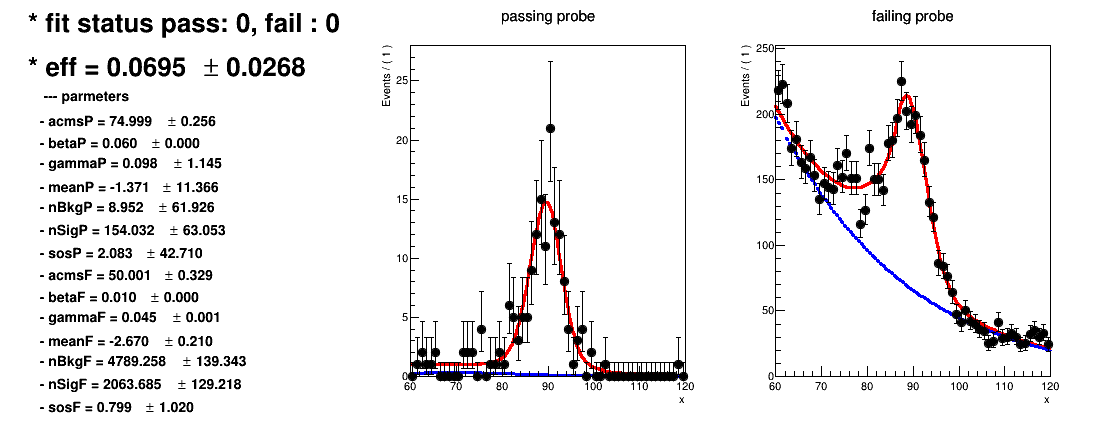 * fit status pass: 0, fail : 0
* eff = 0.0695 ± 0.0268
--- parmeters
- acmsP = 74.999 ± 0.256
- betaP = 0.060 ± 0.000
- gammaP = 0.098 ± 1.145
- meanP = -1.371 ± 11.366
- nBkgP = 8.952 ± 61.926
- nSigP = 154.032 ± 63.053
- sosP = 2.083 ± 42.710
- acmsF = 50.001 ± 0.329
- betaF = 0.010 ± 0.000
- gammaF = 0.045 ± 0.001
- meanF = -2.670 ± 0.210
- nBkgF = 4789.258 ± 139.343
- nSigF = 2063.685 ± 129.218
- sosF = 0.799 ± 1.020
passing probe
Events / ( 1 )
25
20
15
10
5
0
60 70 80 90 100 110 120
x
failing probe
Events / ( 1 )
250
200
150
100
50
0
60 70 80 90 100 110 120
x